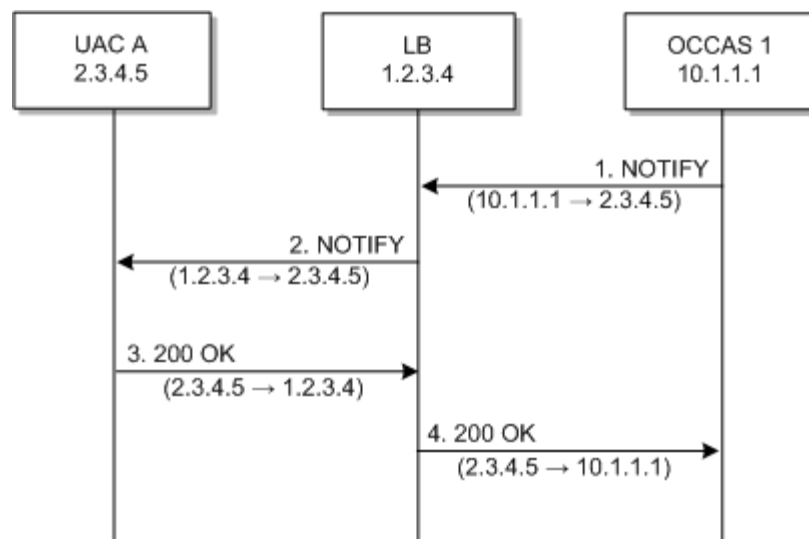 UAC A
2.3.4.5
LB
1.2.3.4
OCCAS 1
10.1.1.1
1. NOTIFY
(10.1.1.1 → 2.3.4.5)
2. NOTIFY
(1.2.3.4 → 2.3.4.5)
3. 200 OK
(2.3.4.5 → 1.2.3.4)
4. 200 OK
(2.3.4.5 → 10.1.1.1)